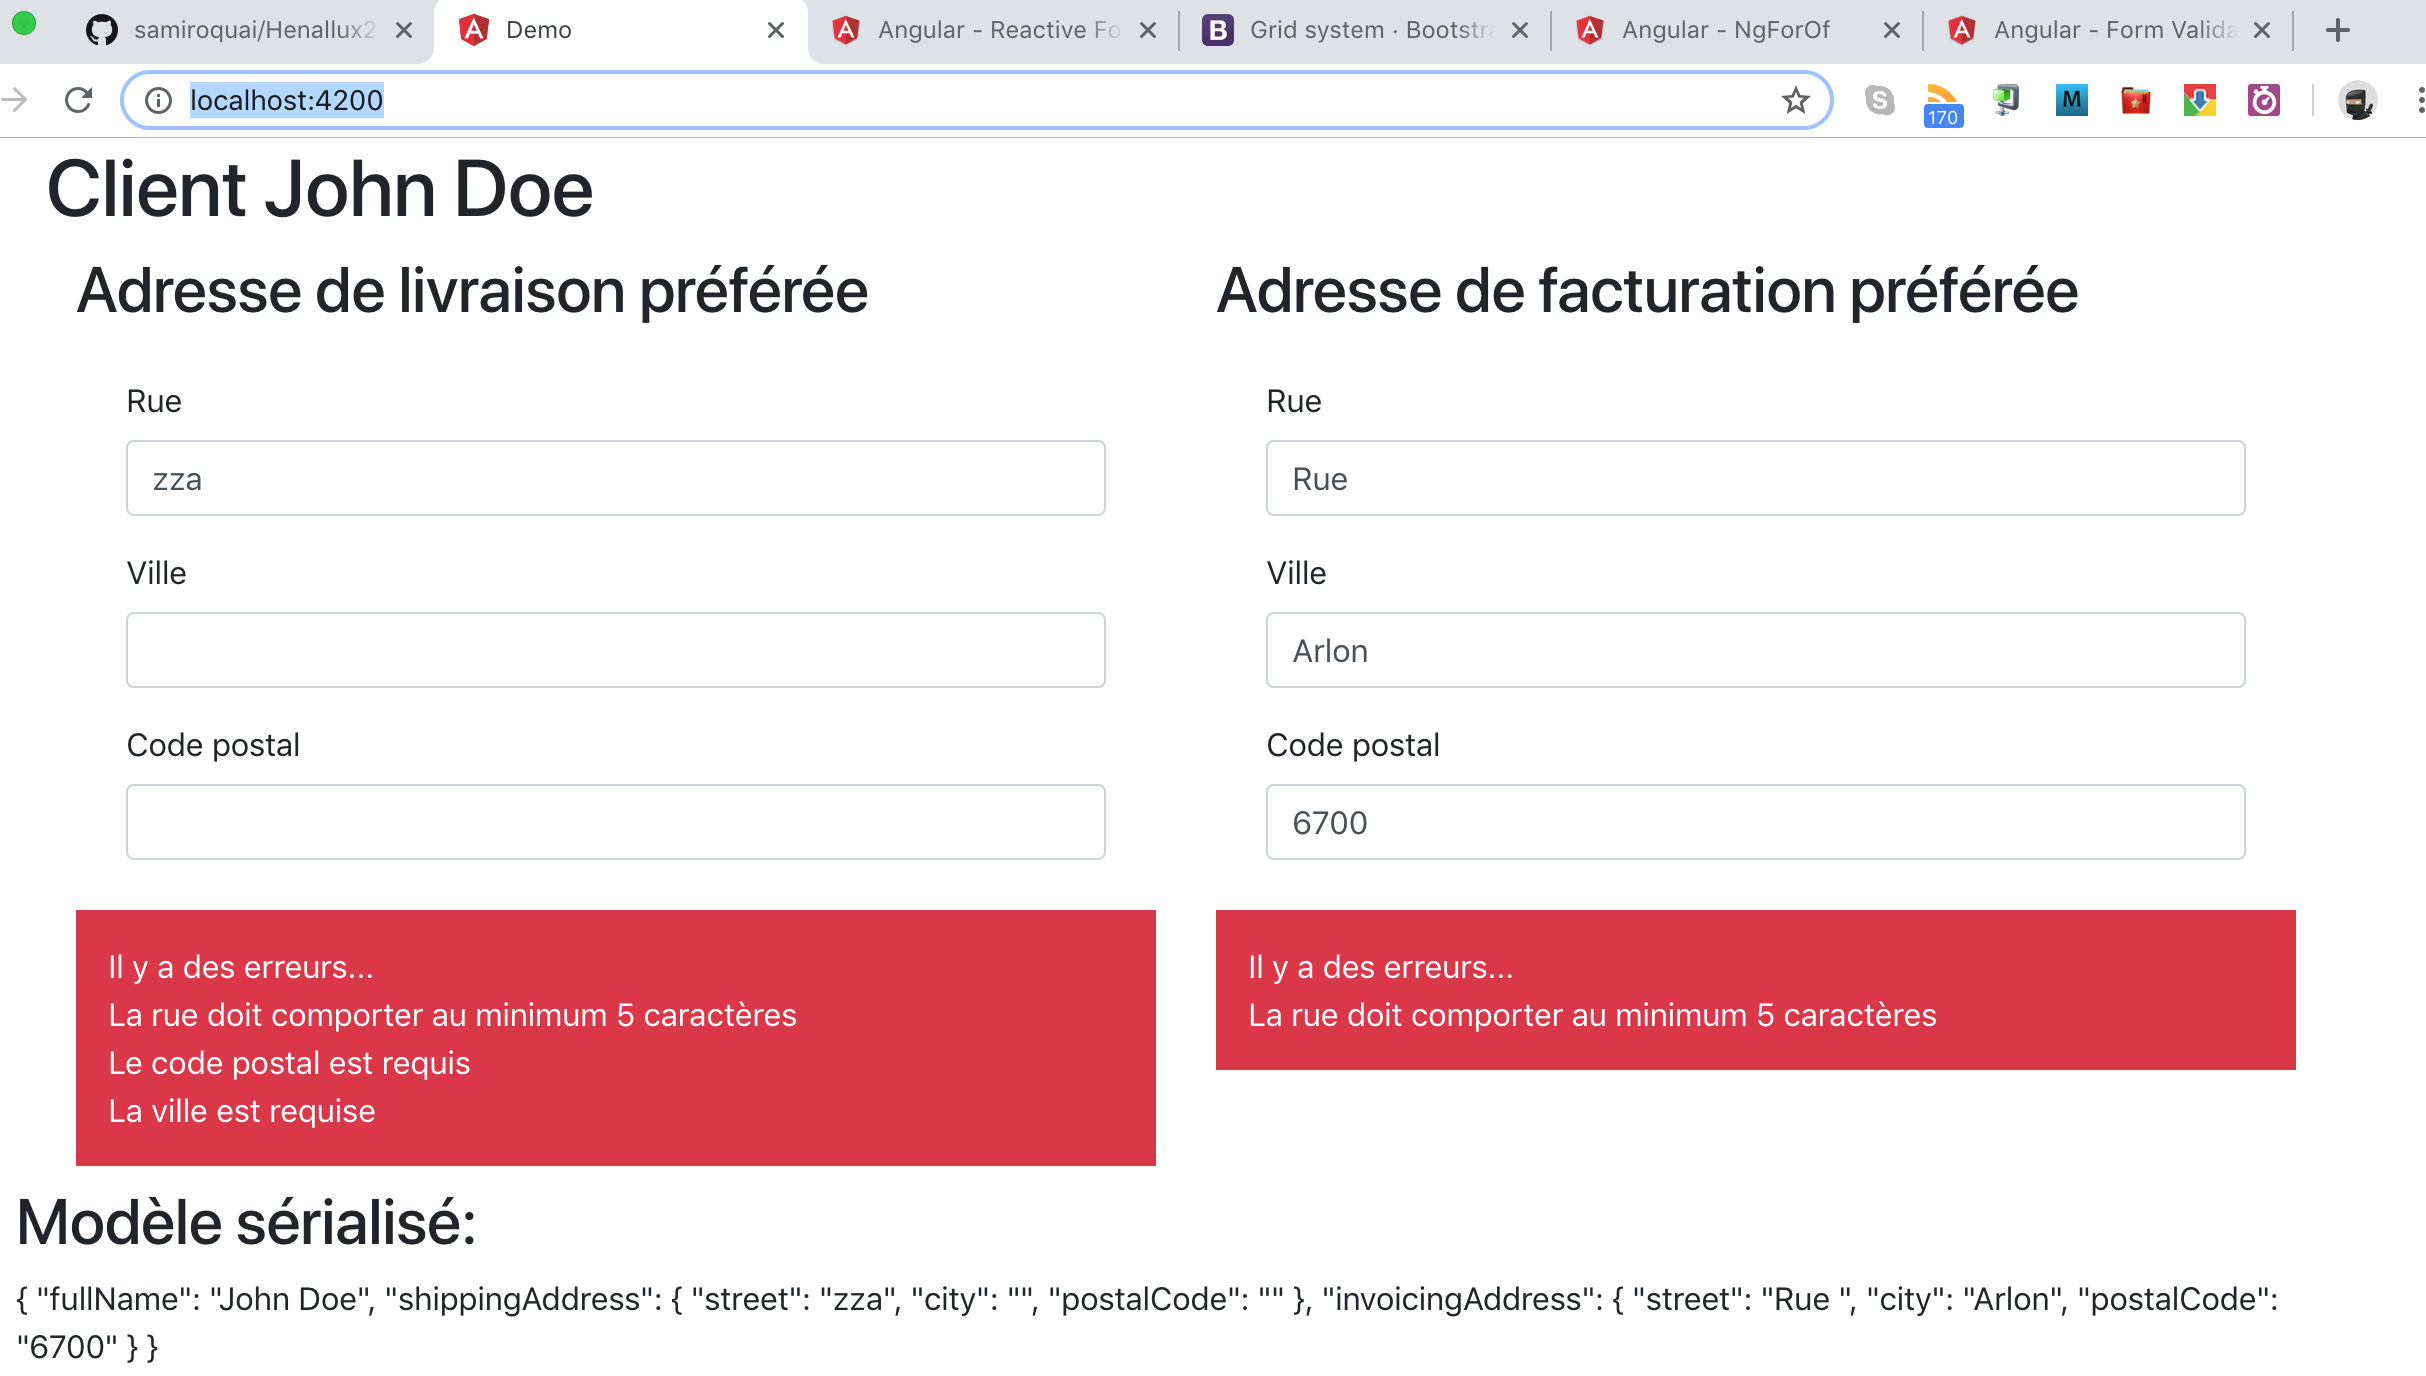 samiroquai/Henallux2
Demo
Angular - Reactive Fo
Grid system · Bootstra
Angular - NgForOf
Angular - Form Valida
localhost:4200
170
M
Client John Doe
Adresse de livraison préférée
Adresse de facturation préférée
Rue
zza
Ville
Code postal
Rue
Rue
Ville
Arlon
Code postal
6700
Il y a des erreurs...
La rue doit comporter au minimum 5 caractères
Le code postal est requis
La ville est requise
Il y a des erreurs...
La rue doit comporter au minimum 5 caractères
Modèle sérialisé:
{ "fullName": "John Doe", "shippingAddress": { "street": "zza", "city": "", "postalCode": "" }, "invoicingAddress": { "street": "Rue ", "city": "Arlon", "postalCode":
"6700" } }